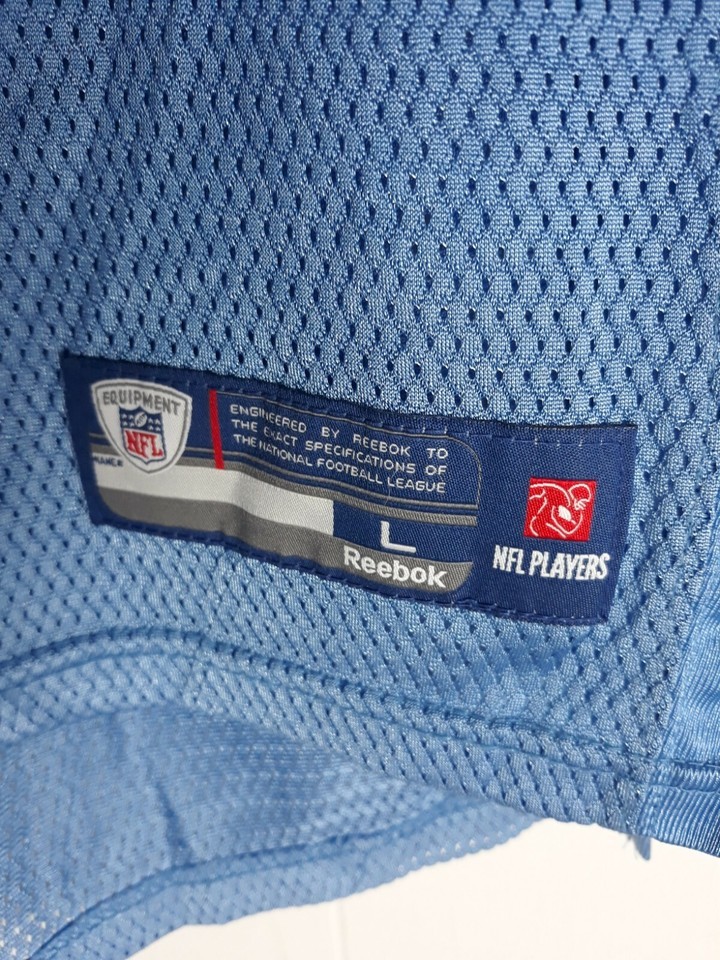 EQUIPMENT
NFL
ENGINEERED BY REEBOK TO
THE EXACT SPECIFICATIONS OF
THE NATIONAL FOOTBALL LEAGUE
L
Reebok
NFL PLAYERS